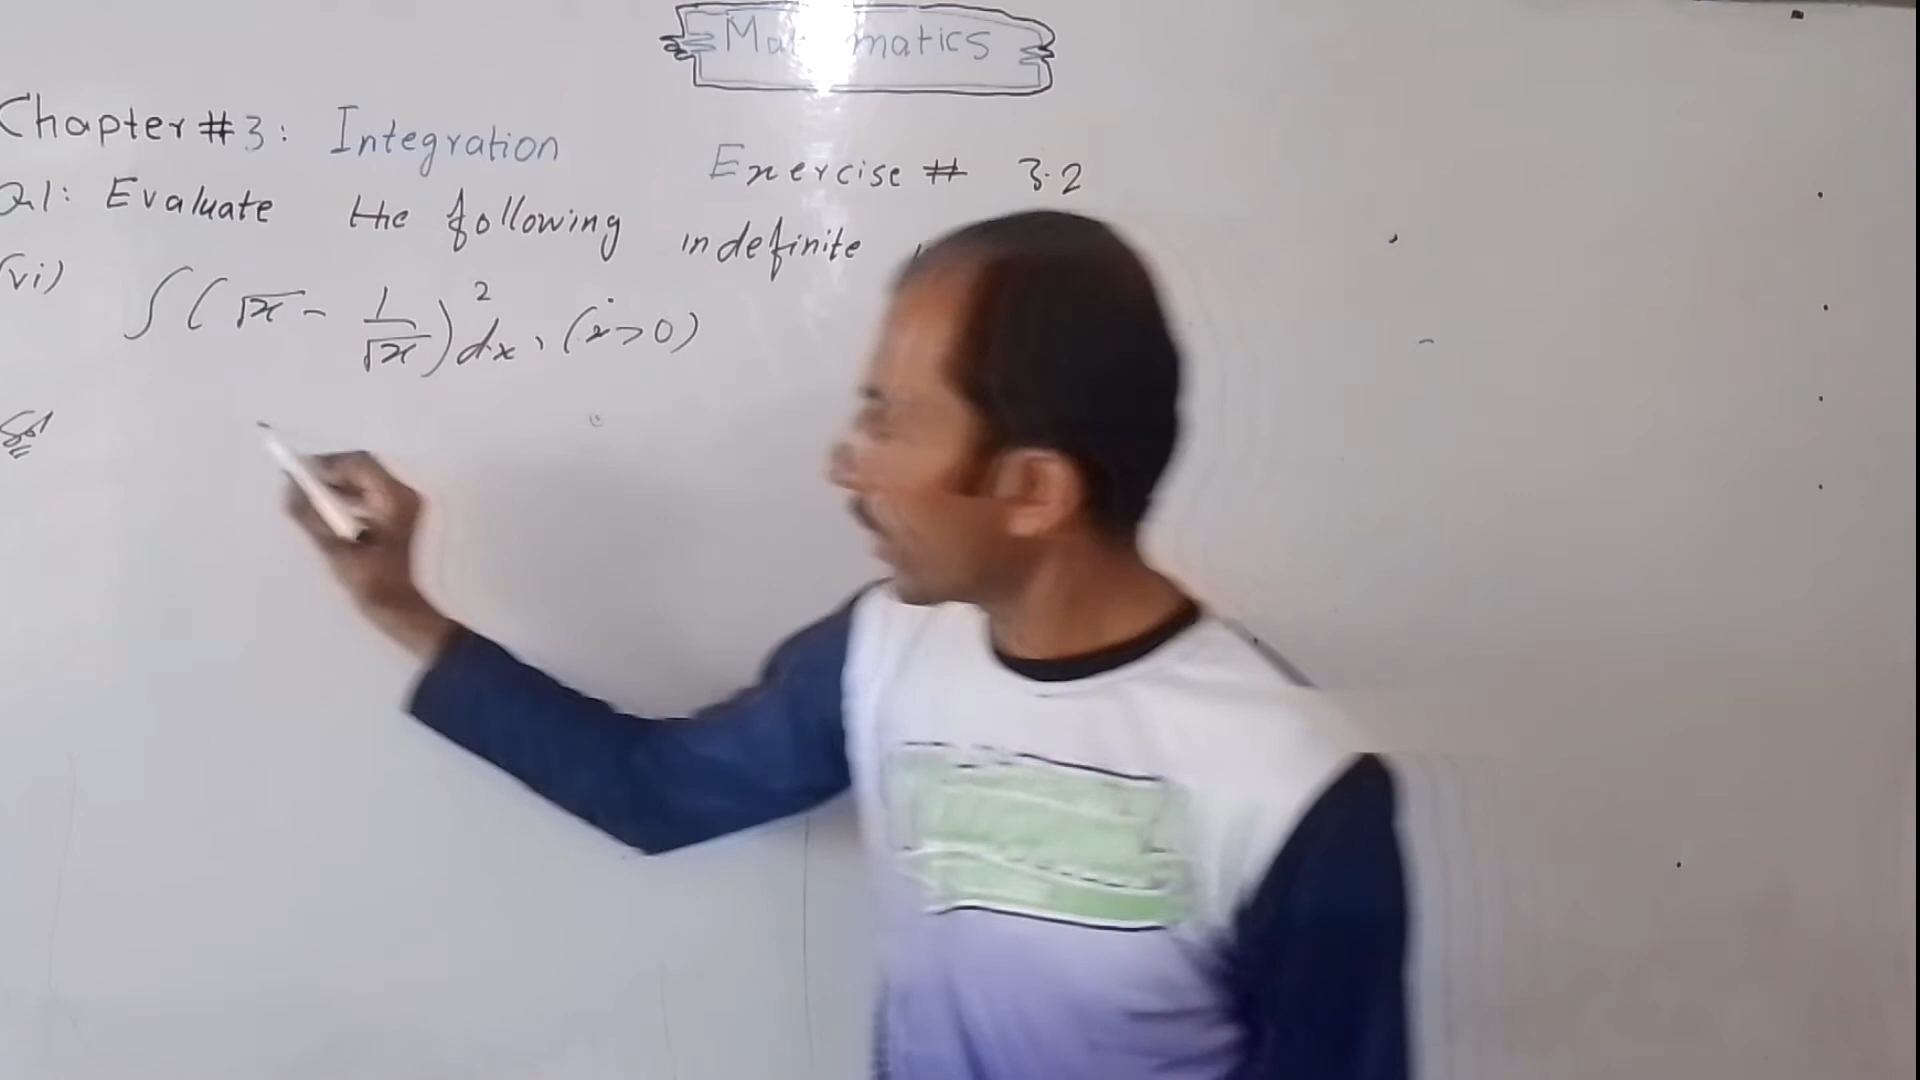 Mathematics
Chapter # 3: Integration
Exercise # 3.2
Q1: Evaluate the following indefinite
(vi) ∫(√x - 1/√x)² dx, (x>0)
Sol